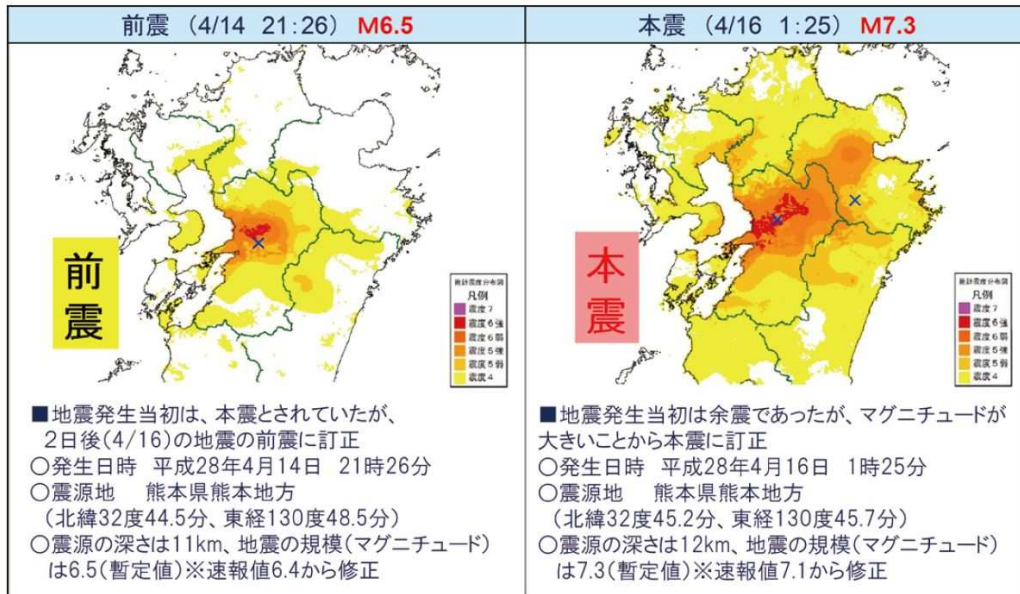 前震 (4/14 21:26) M6.5
前震
推計震度分布図
凡例
震度7
震度6強
震度6弱
震度5強
震度5弱
震度4
■地震発生当初は、本震とされていたが、
2日後(4/16)の地震の前震に訂正
○発生日時 平成28年4月14日 21時26分
○震源地 熊本県熊本地方
(北緯32度44.5分、東経130度48.5分)
○震源の深さは11km、地震の規模(マグニチュード)
は6.5(暫定値)※速報値6.4から修正
本震 (4/16 1:25) M7.3
本震
推計震度分布図
凡例
震度7
震度6強
震度6弱
震度5強
震度5弱
震度4
■地震発生当初は余震であったが、マグニチュードが
大きいことから本震に訂正
○発生日時 平成28年4月16日 1時25分
○震源地 熊本県熊本地方
(北緯32度45.2分、東経130度45.7分)
○震源の深さは12km、地震の規模(マグニチュード)
は7.3(暫定値)※速報値7.1から修正